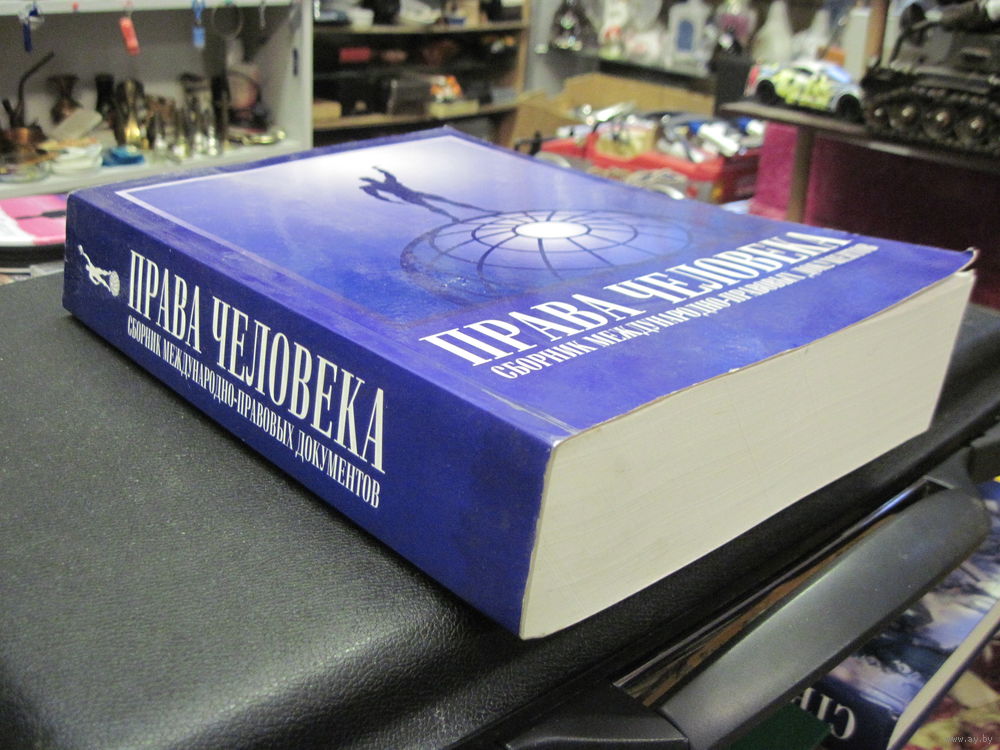 ПРАВА ЧЕЛОВЕКА
СБОРНИК МЕЖДУНАРОДНО-ПРАВОВЫХ ДОКУМЕНТОВ
ПРАВА ЧЕЛОВЕКА
СБОРНИК МЕЖДУНАРОДНО-ПРАВОВЫХ ДОКУМЕНТОВ
www.ay.by